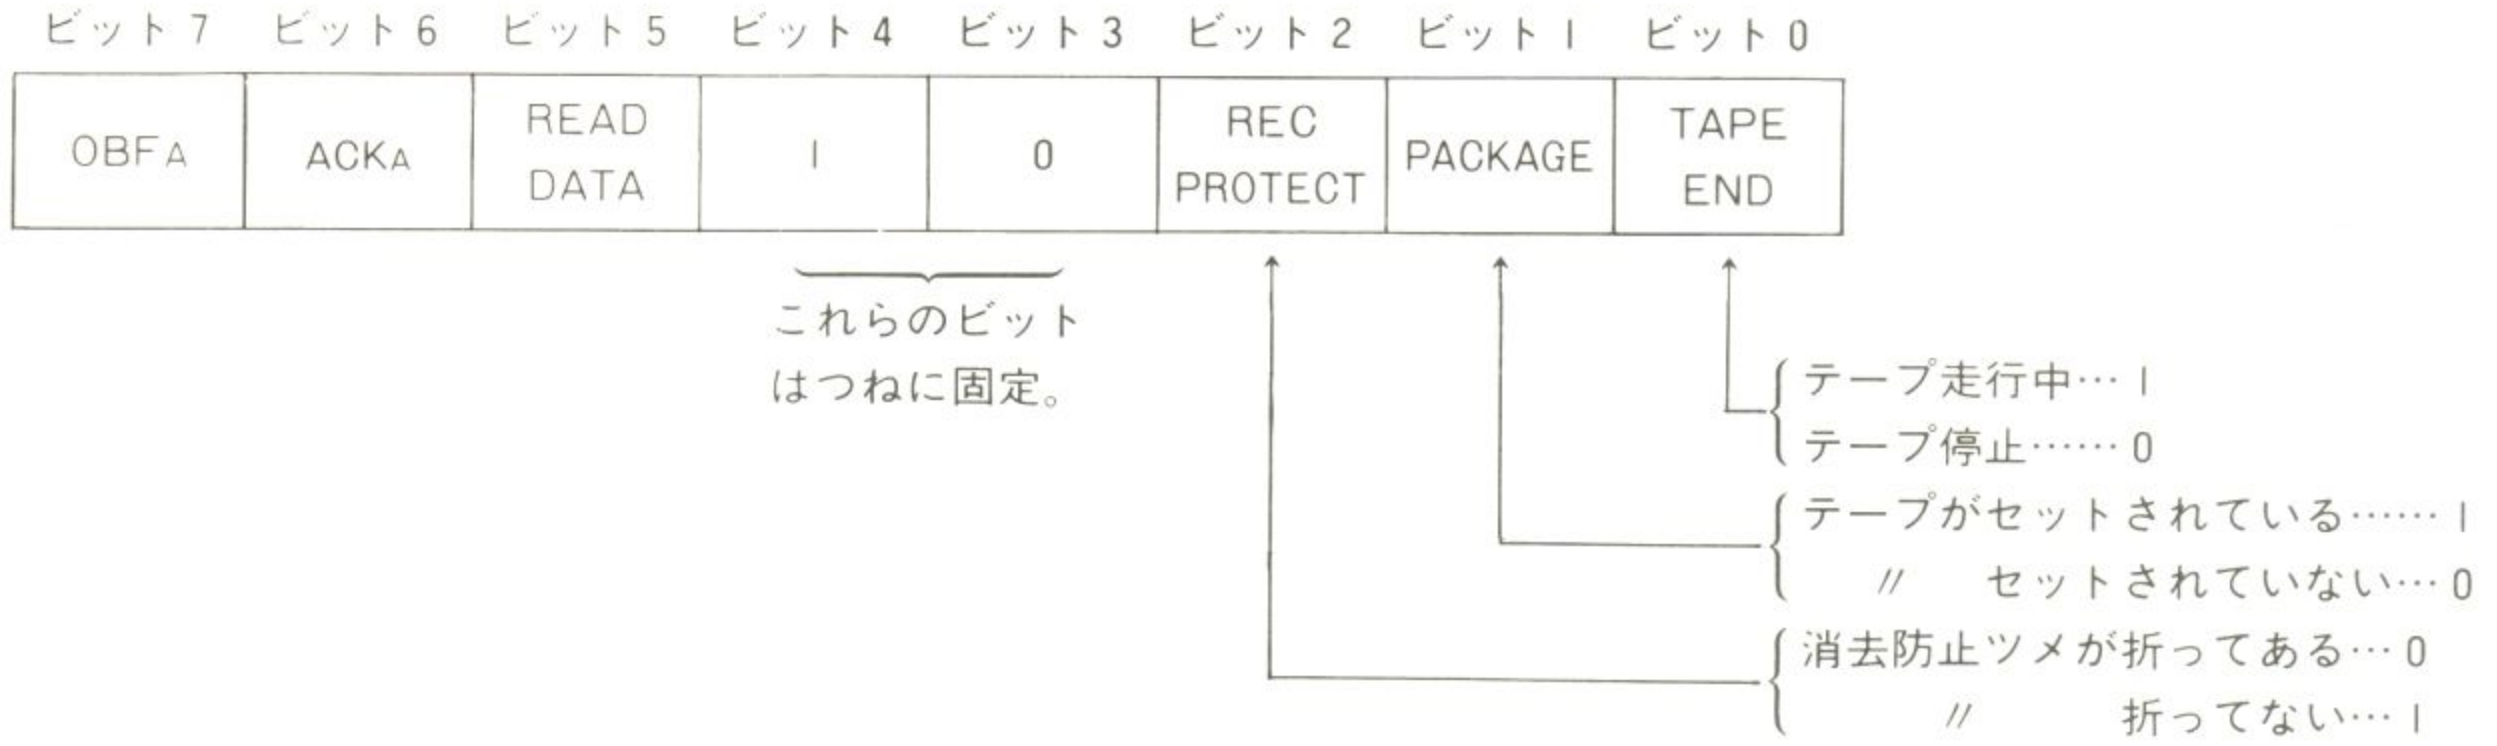 ビット7 ビット6 ビット5 ビット4 ビット3 ビット2 ビット1 ビット0
OBFA ACKA READ DATA 1 0 REC PROTECT PACKAGE TAPE END
これらのビット
はつねに固定。
テープ走行中…1
テープ停止……0
テープがセットされている……1
〃 セットされていない…0
消去防止ツメが折ってある…0
〃 折ってない…1